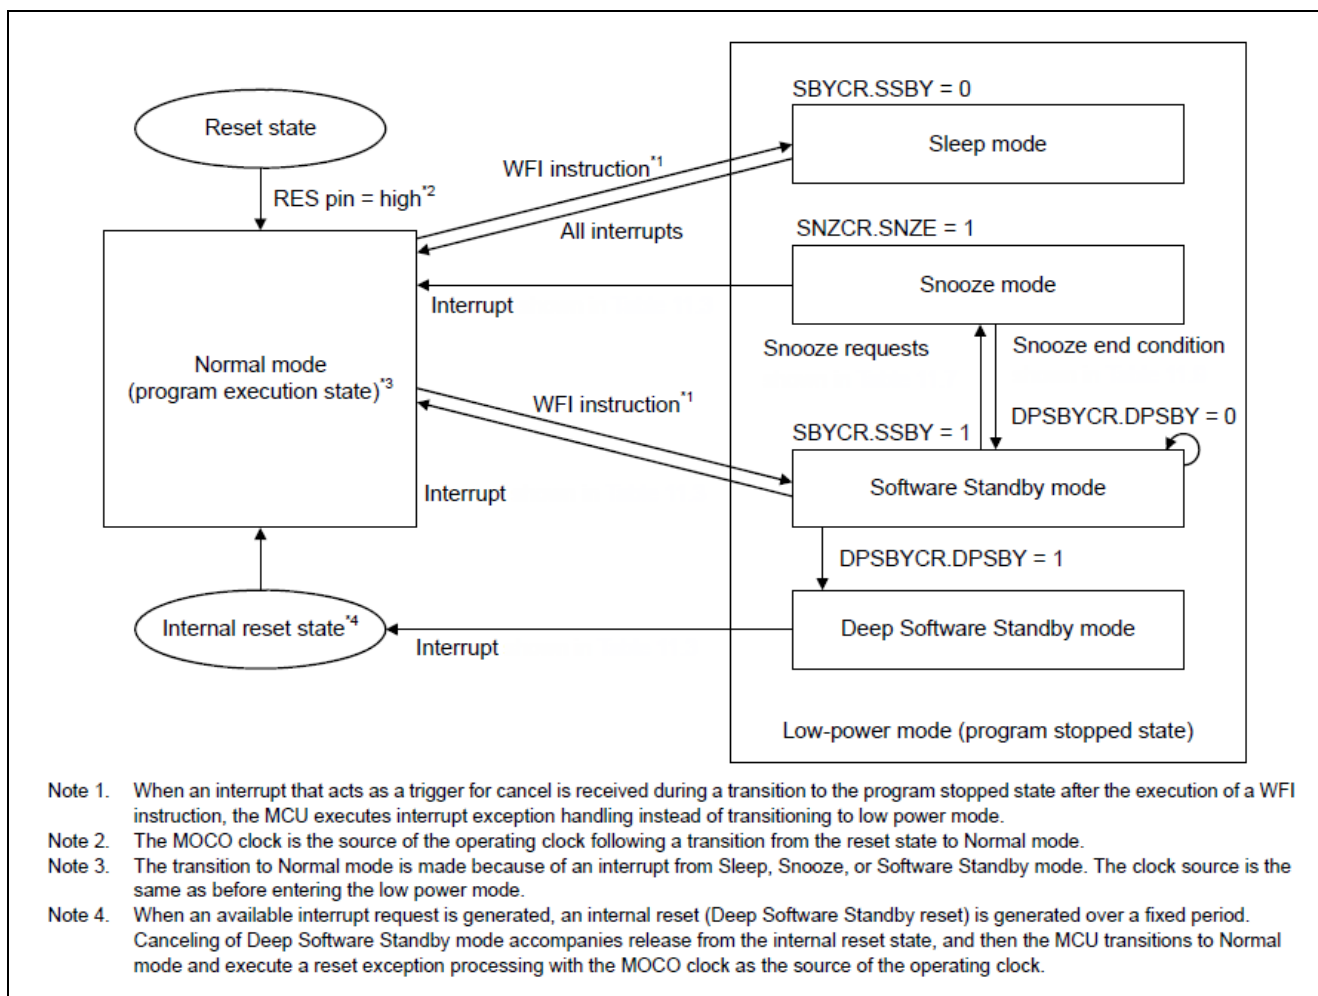 SBYCR.SSBY = 0
Reset state
Sleep mode
WFI instruction*1
RES pin = high*2
All interrupts
SNZCR.SNZE = 1
Snooze mode
Interrupt
Snooze requests
Snooze end condition
Normal mode
(program execution state)*3
WFI instruction*1
DPSBYCR.DPSBY = 0
SBYCR.SSBY = 1
Software Standby mode
Interrupt
DPSBYCR.DPSBY = 1
Internal reset state*4
Deep Software Standby mode
Interrupt
Low-power mode (program stopped state)
Note 1. When an interrupt that acts as a trigger for cancel is received during a transition to the program stopped state after the execution of a WFI
instruction, the MCU executes interrupt exception handling instead of transitioning to low power mode.
Note 2. The MOCO clock is the source of the operating clock following a transition from the reset state to Normal mode.
Note 3. The transition to Normal mode is made because of an interrupt from Sleep, Snooze, or Software Standby mode. The clock source is the
same as before entering the low power mode.
Note 4. When an available interrupt request is generated, an internal reset (Deep Software Standby reset) is generated over a fixed period.
Canceling of Deep Software Standby mode accompanies release from the internal reset state, and then the MCU transitions to Normal
mode and execute a reset exception processing with the MOCO clock as the source of the operating clock.